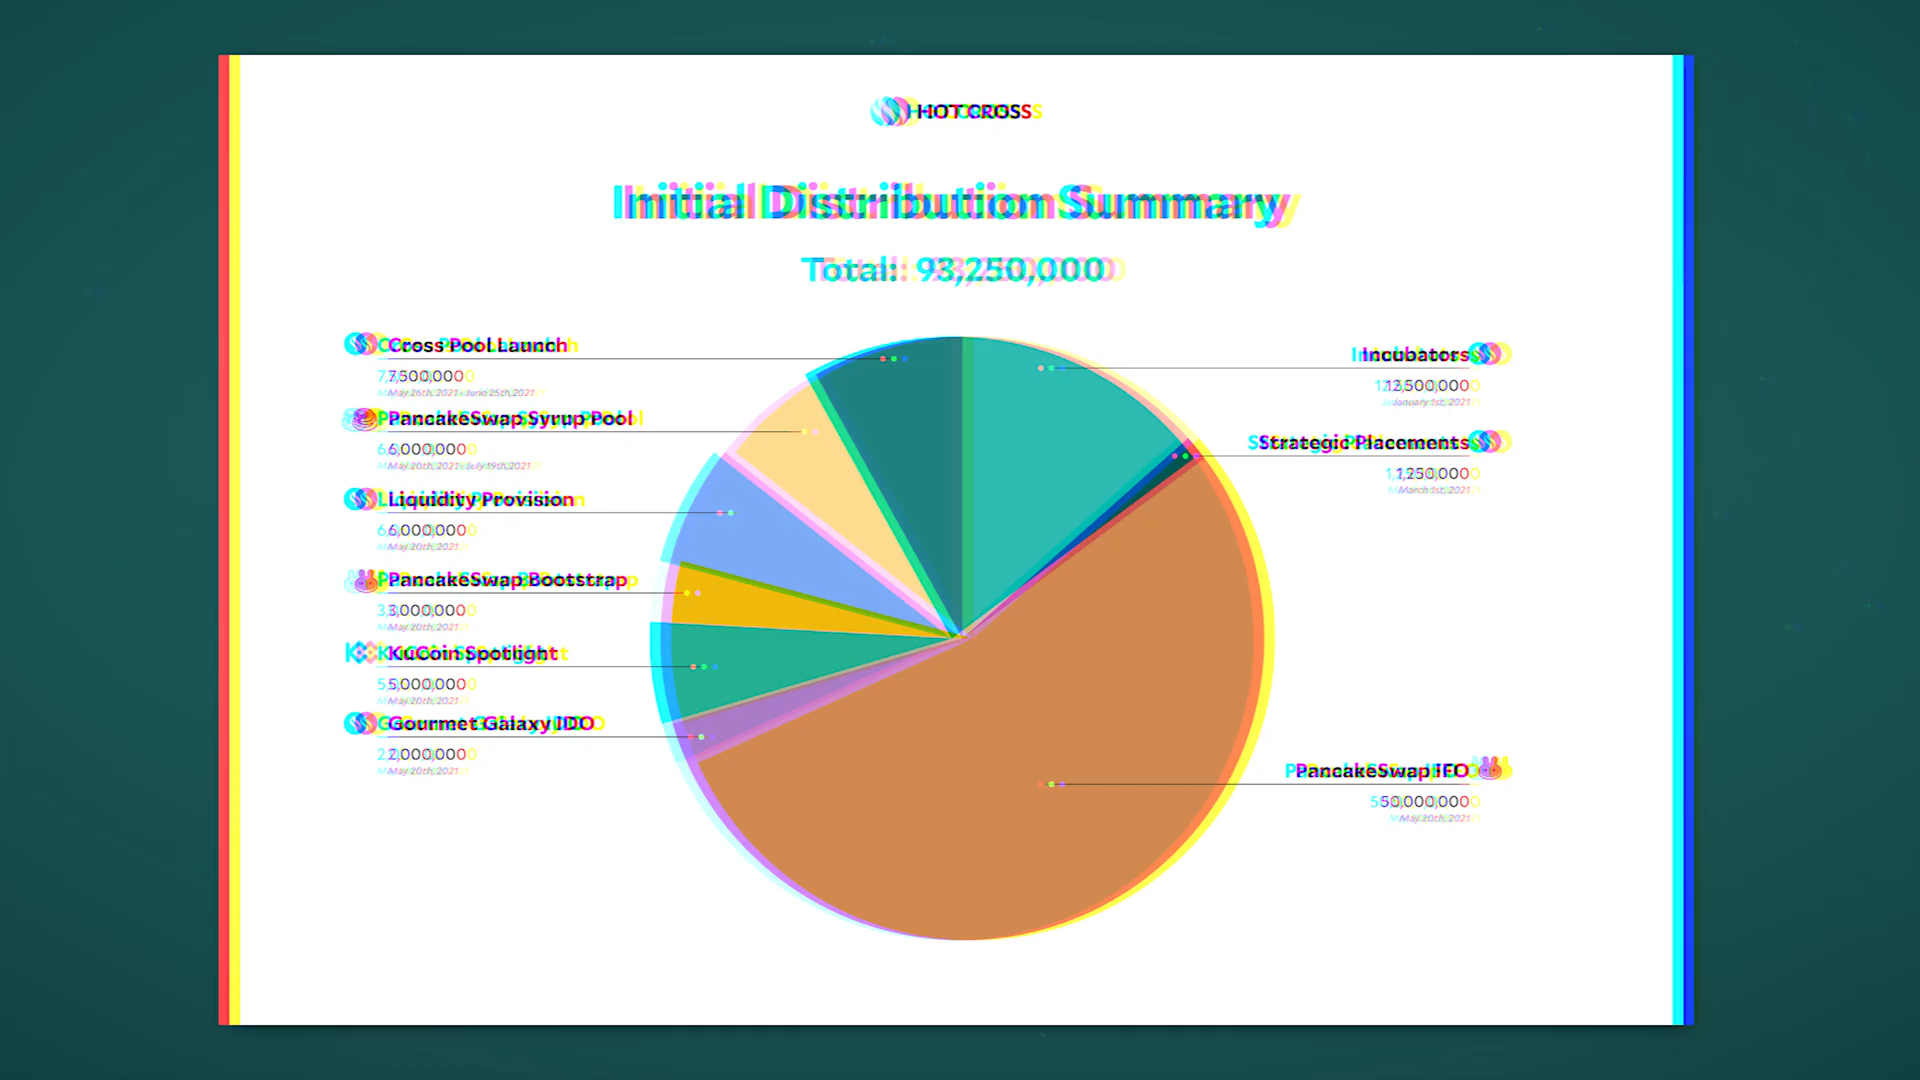 HOT CROSS
Initial Distribution Summary
Total: 93,250,000
Cross Pool Launch
7,500,000
May 26th, 2021 - June 25th, 2021
PancakeSwap Syrup Pool
6,000,000
May 20th, 2021 - July 19th, 2021
Liquidity Provision
6,000,000
May 20th, 2021
PancakeSwap Bootstrap
3,000,000
May 20th, 2021
KuCoin Spotlight
5,000,000
May 20th, 2021
Gourmet Galaxy IDO
2,000,000
May 20th, 2021
Incubators
12,500,000
January 1st, 2021
Strategic Placements
1,250,000
March 1st, 2021
PancakeSwap IFO
50,000,000
May 20th, 2021